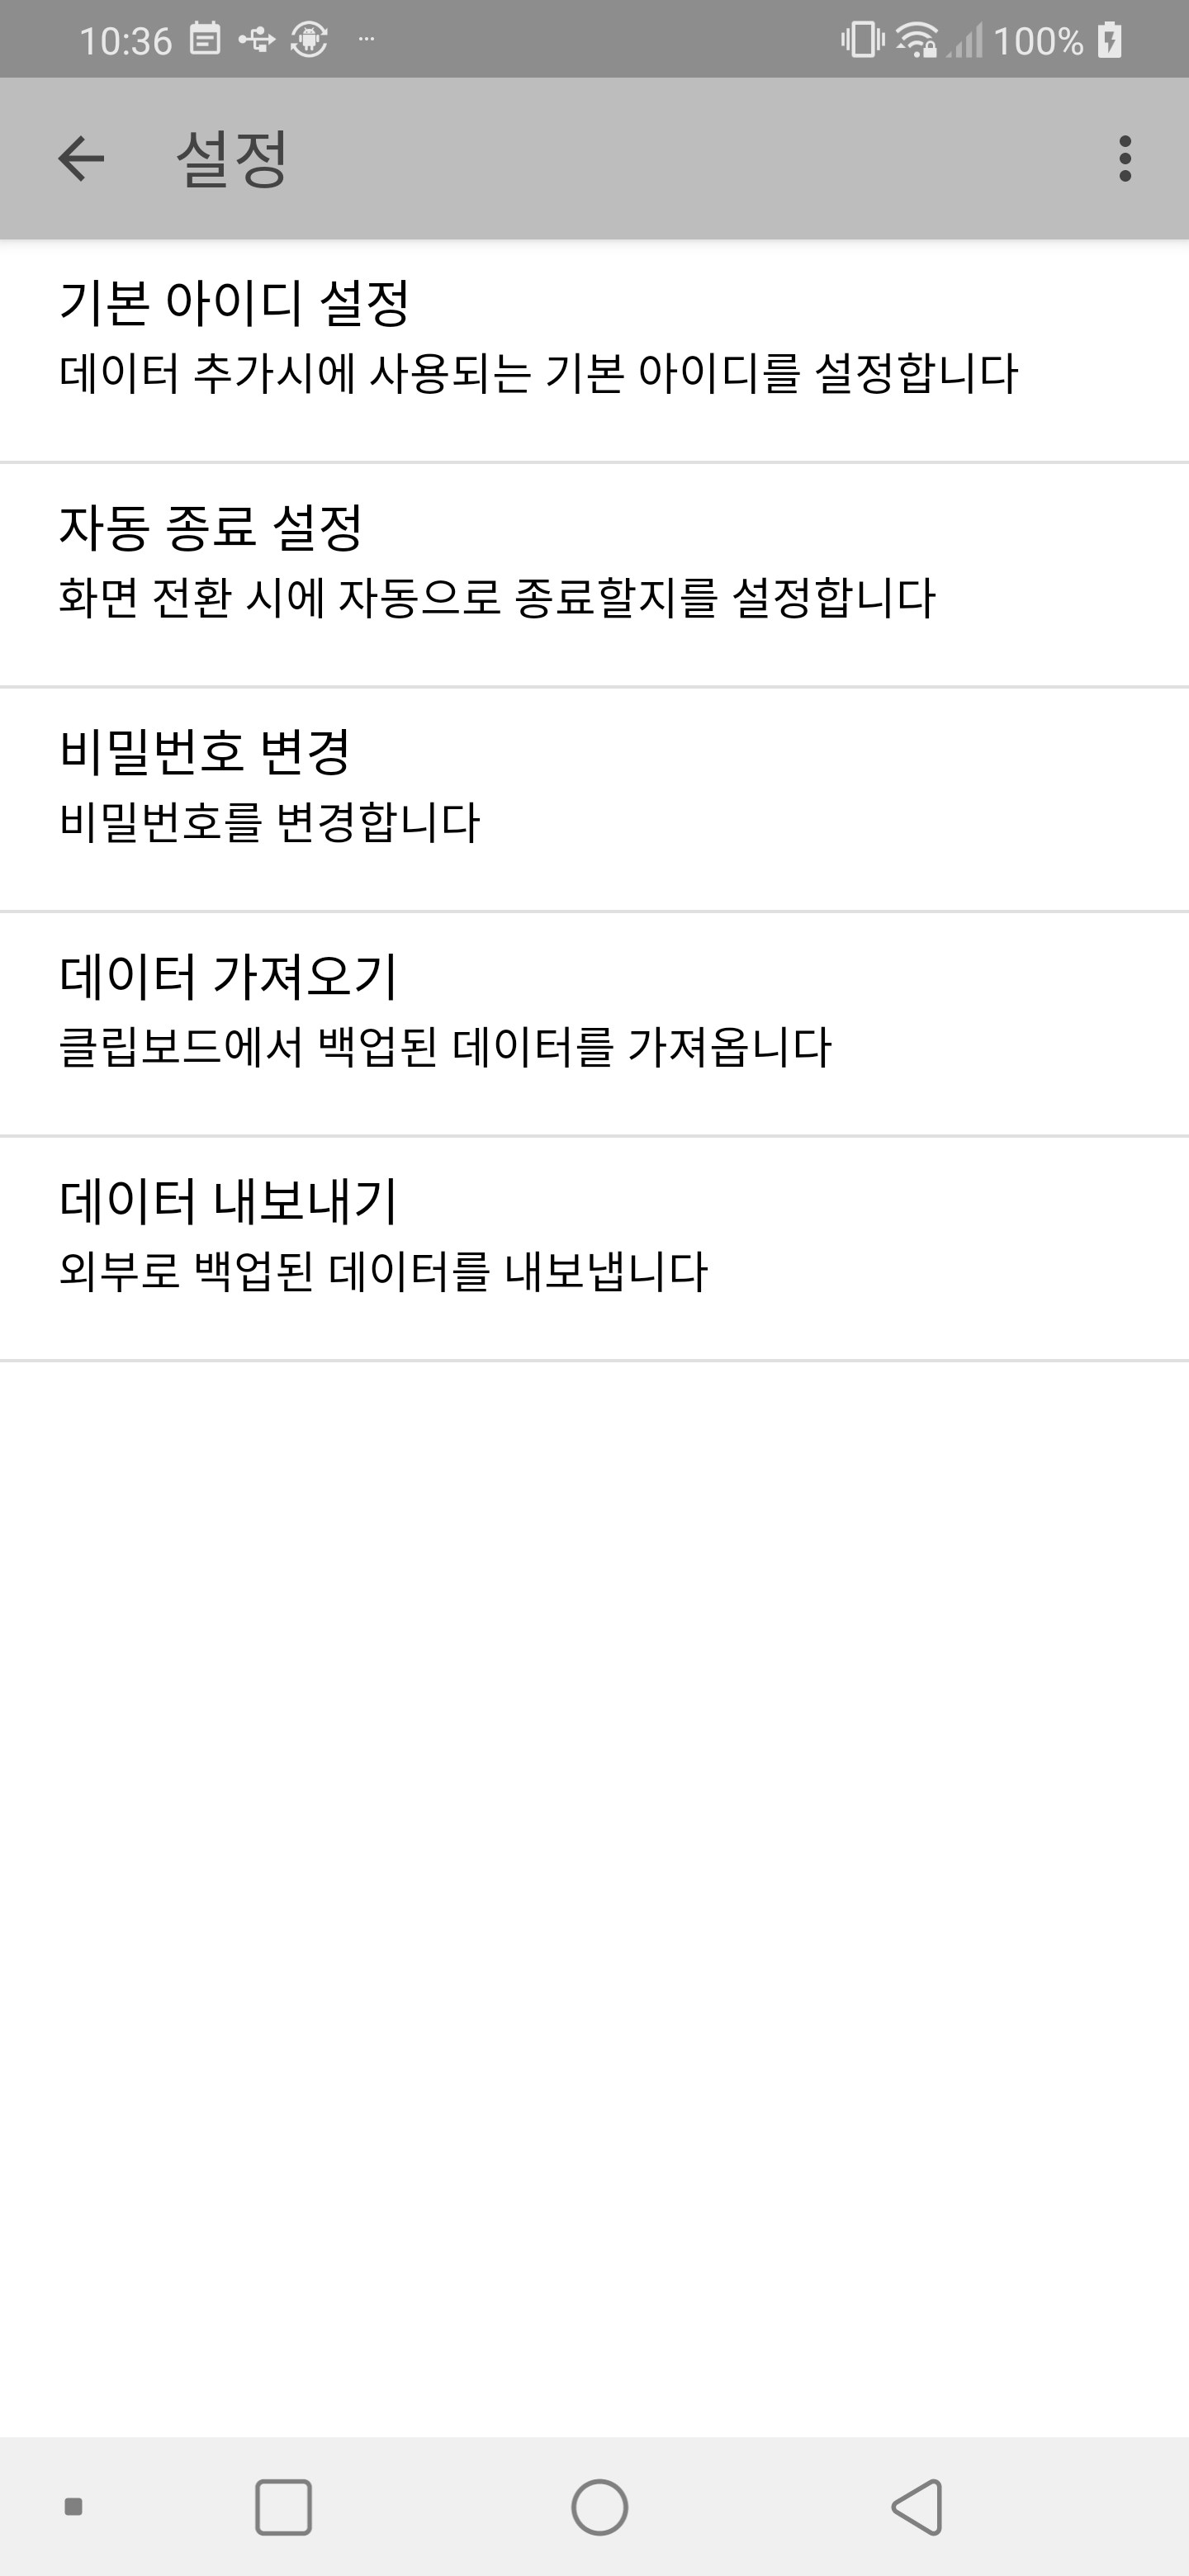 10:36
100%
설정
기본 아이디 설정
데이터 추가시에 사용되는 기본 아이디를 설정합니다
자동 종료 설정
화면 전환 시에 자동으로 종료할지를 설정합니다
비밀번호 변경
비밀번호를 변경합니다
데이터 가져오기
클립보드에서 백업된 데이터를 가져옵니다
데이터 내보내기
외부로 백업된 데이터를 내보냅니다